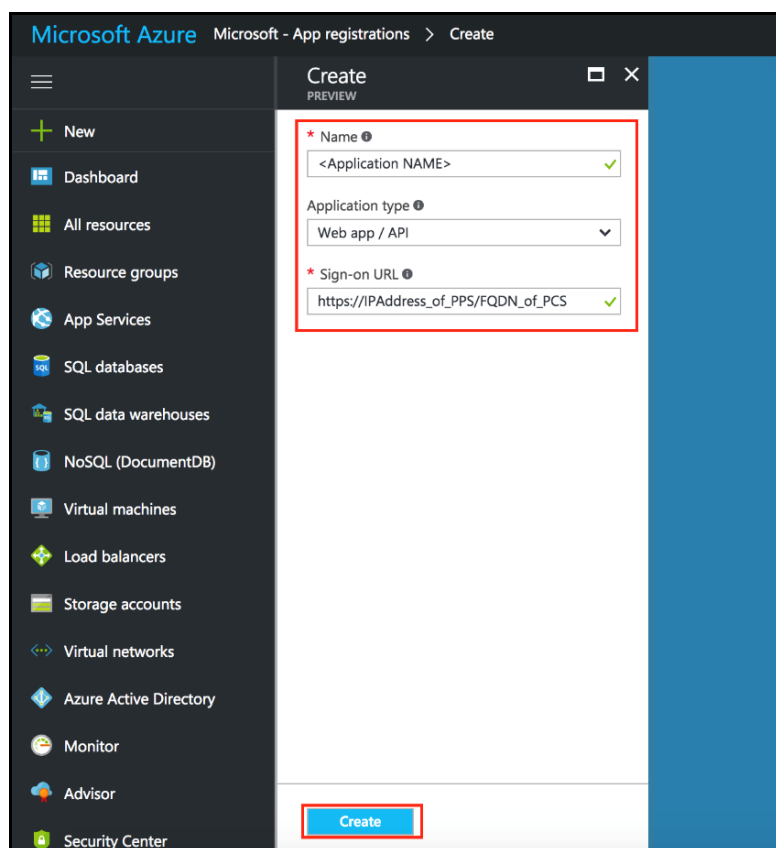 Microsoft Azure Microsoft - App registrations > Create
Create
PREVIEW
New
Dashboard
All resources
Resource groups
App Services
SQL databases
SQL data warehouses
NoSQL (DocumentDB)
Virtual machines
Load balancers
Storage accounts
Virtual networks
Azure Active Directory
Monitor
Advisor
Security Center
* Name
<Application NAME>
Application type
Web app / API
* Sign-on URL
https://IPAddress_of_PPS/FQDN_of_PCS
Create